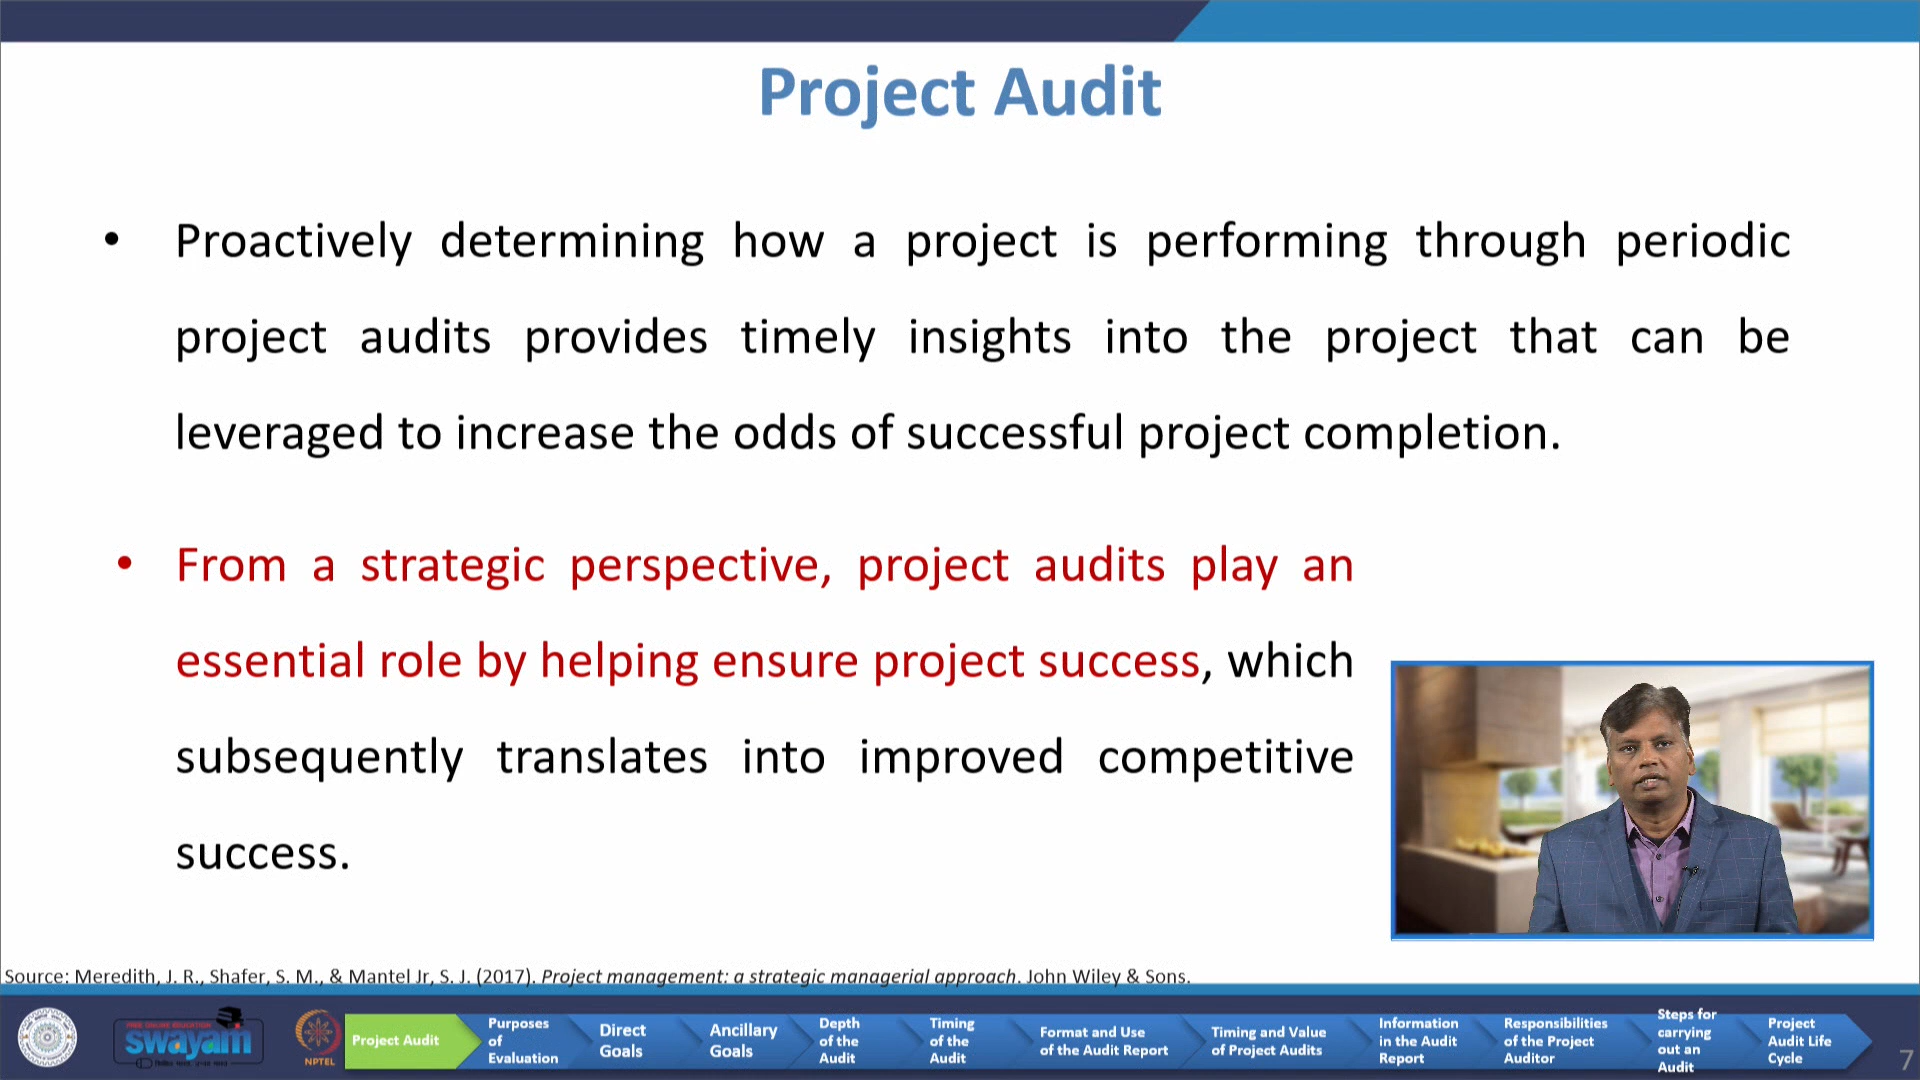 Project Audit
• Proactively determining how a project is performing through periodic
project audits provides timely insights into the project that can be
leveraged to increase the odds of successful project completion.
• From a strategic perspective, project audits play an
essential role by helping ensure project success, which
subsequently translates into improved competitive
success.
Source: Meredith, J. R., Shafer, S. M., & Mantel Jr, S. J. (2017). Project management: a strategic managerial approach. John Wiley & Sons.
FREE ONLINE EDUCATION
swayam
NPTEL
Project Audit
Purposes
of
Evaluation
Direct
Goals
Ancillary
Goals
Depth
of the
Audit
Timing
of the
Audit
Format and Use
of the Audit Report
Timing and Value
of Project Audits
Information
in the Audit
Report
Responsibilities
of the Project
Auditor
Steps for
carrying
out an
Audit
Project
Audit Life
Cycle
7